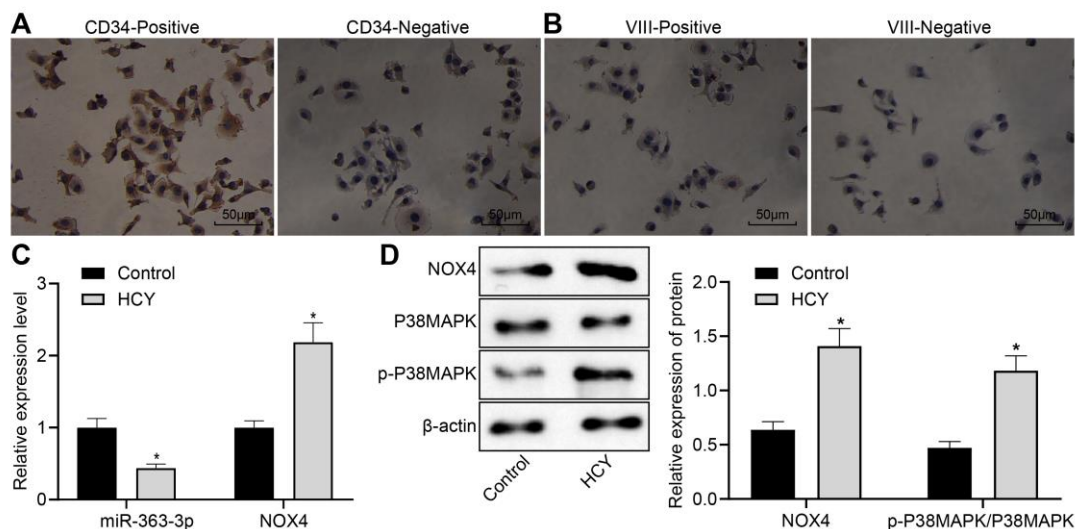 A
CD34-Positive
CD34-Negative
B
VIII-Positive
VIII-Negative
50μm
50μm
50μm
50μm
C
Control
HCY
Relative expression level
3
2
1
0
*
*
miR-363-3p
NOX4
D
NOX4
P38MAPK
p-P38MAPK
β-actin
Control
HCY
Control
HCY
Relative expression of protein
2.0
1.5
1.0
0.5
0.0
*
*
NOX4
p-P38MAPK/P38MAPK